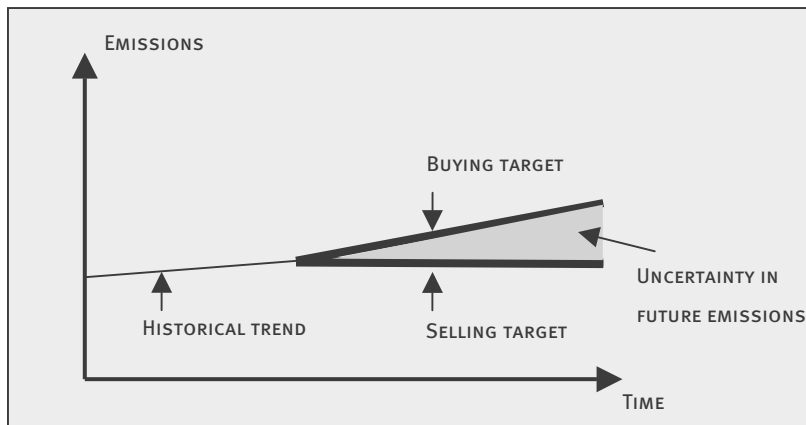 Emissions
Buying target
Uncertainty in
future emissions
Historical trend
Selling target
Time